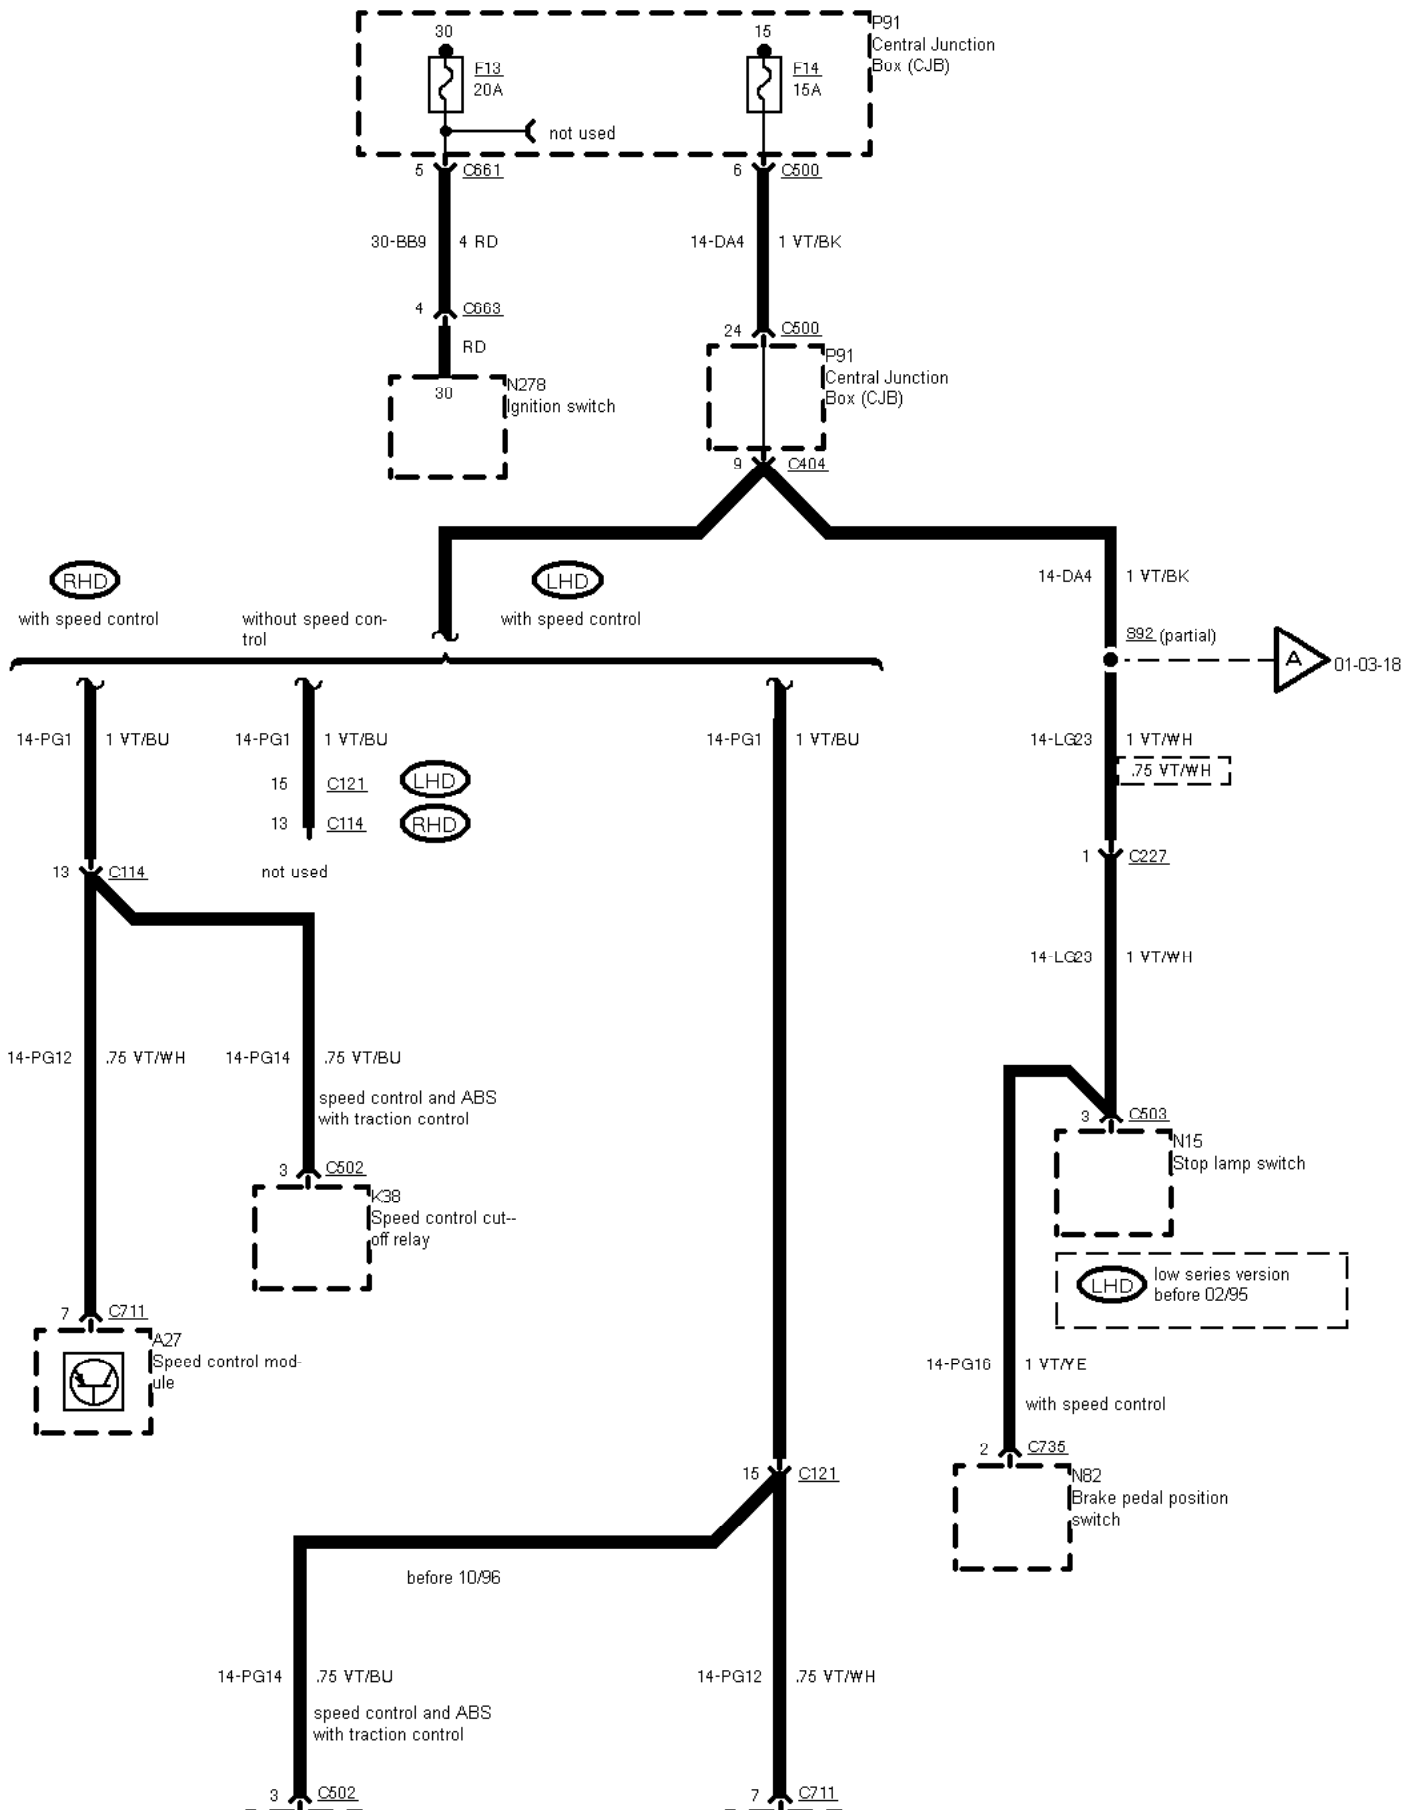 P91
Central Junction
Box (CJB)
30
F13
20A
not used
15
F14
15A
5 C661
6 C500
30-BB9 4 RD
14-DA4 1 VT/BK
4 C663
24 C500
RD
30
N278
Ignition switch
P91
Central Junction
Box (CJB)
9 C404
RHD
with speed control
without speed con-
trol
LHD
with speed control
14-DA4 1 VT/BK
S92 (partial)
A
01-03-18
14-PG1 1 VT/BU
14-PG1 1 VT/BU
14-PG1 1 VT/BU
14-LG23 1 VT/WH
.75 VT/WH
15 C121 LHD
13 C114 RHD
not used
13 C114
1 C227
14-LG23 1 VT/WH
14-PG12 .75 VT/WH
14-PG14 .75 VT/BU
speed control and ABS
with traction control
3 C502
K38
Speed control cut--
off relay
3 C503
N15
Stop lamp switch
LHD
low series version
before 02/95
7 C711
A27
Speed control mod-
ule
14-PG16 1 VT/YE
with speed control
2 C735
N82
Brake pedal position
switch
15 C121
before 10/96
14-PG14 .75 VT/BU
14-PG12 .75 VT/WH
speed control and ABS
with traction control
3 C502
7 C711